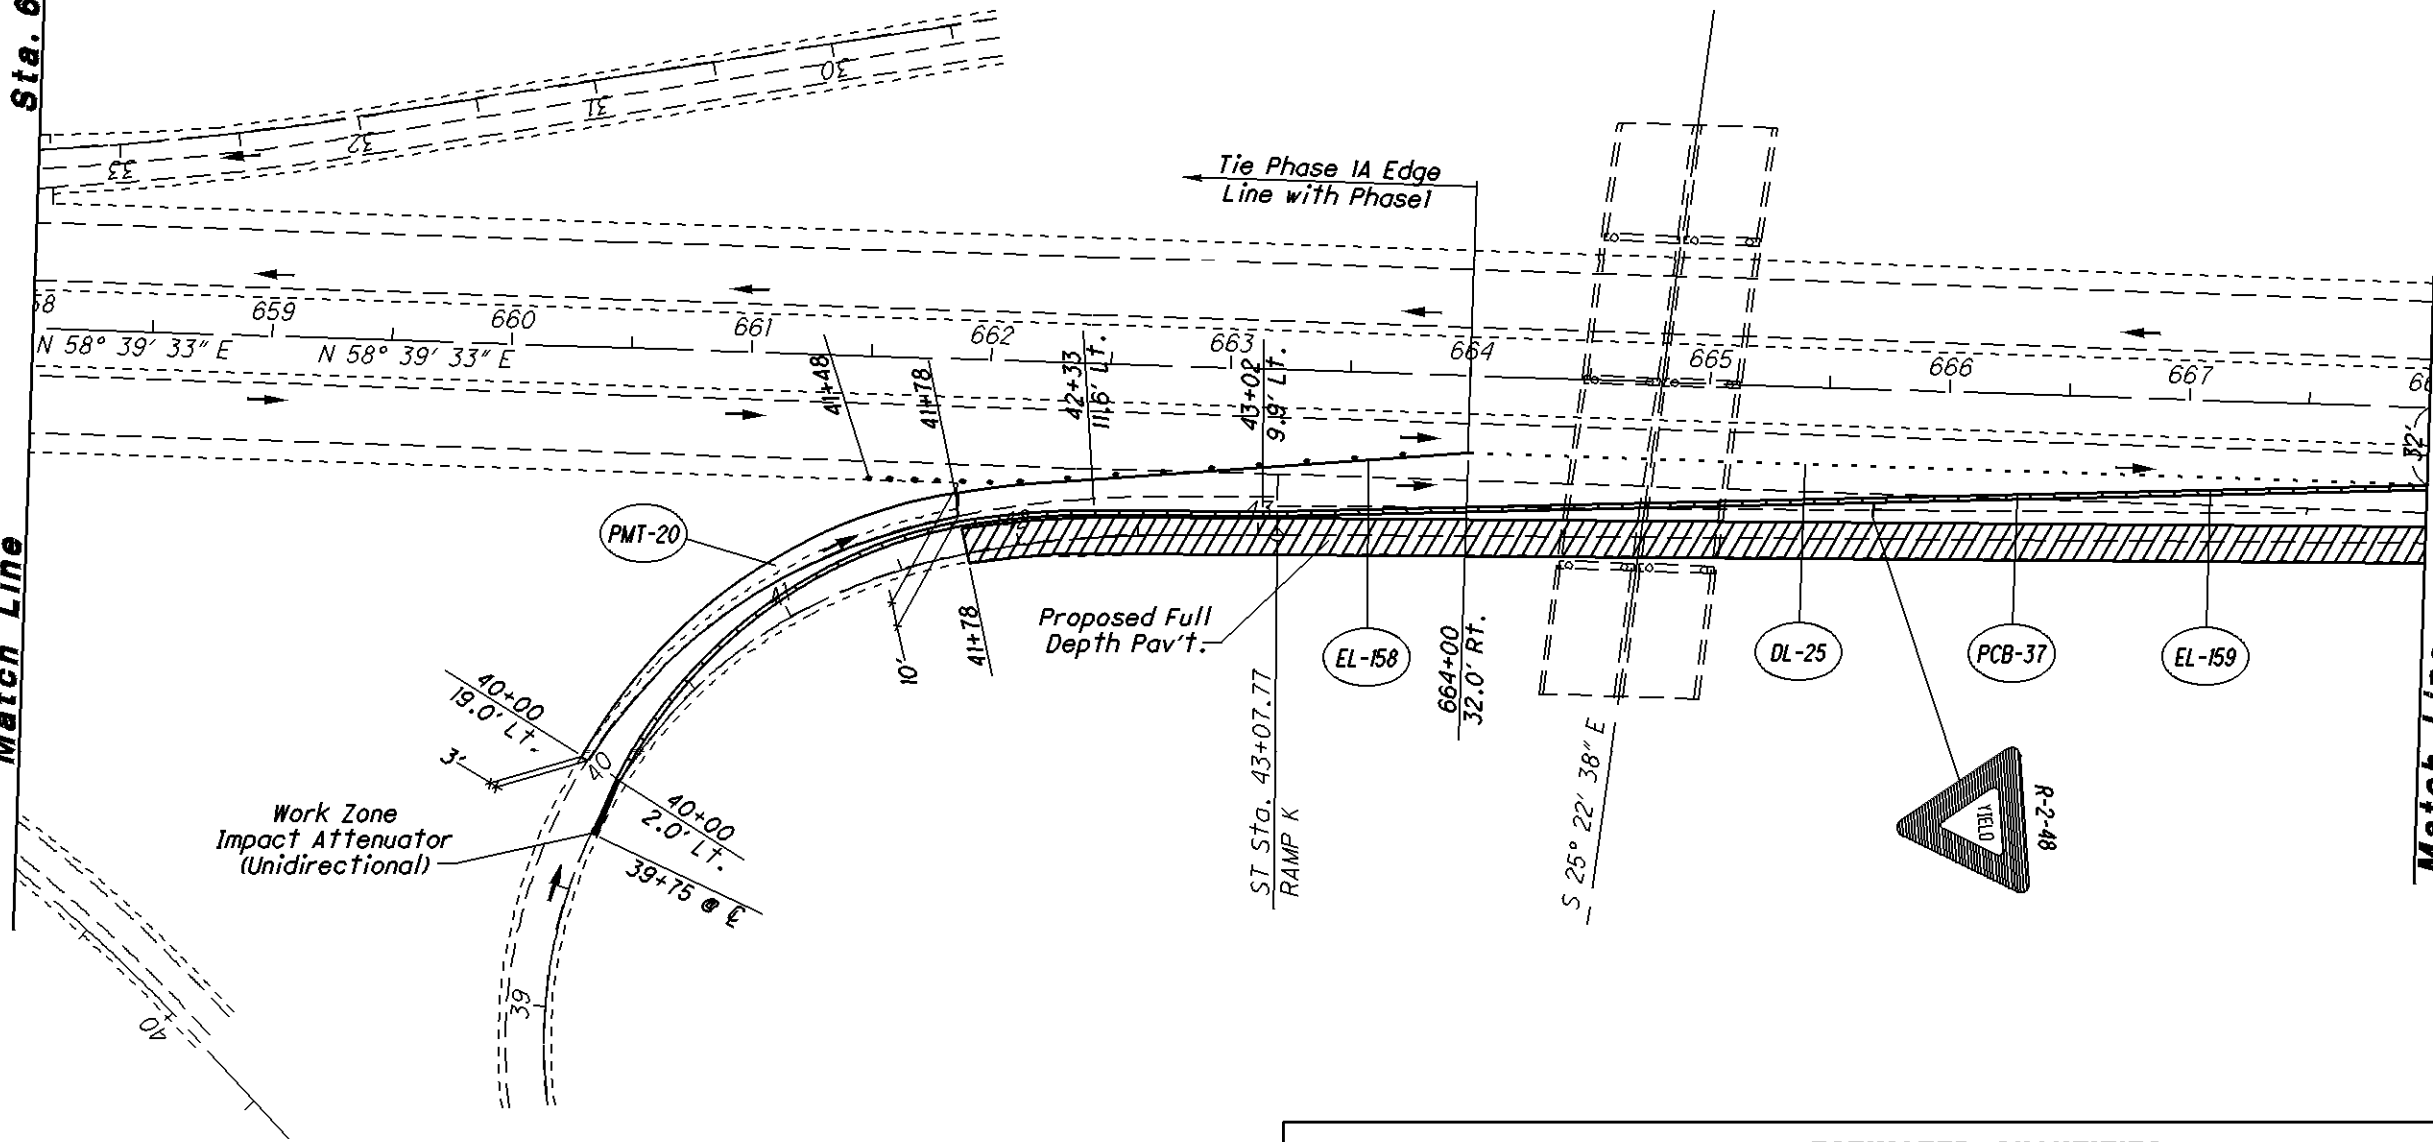 Sta. 6
30
31
32
33
Tie Phase IA Edge
Line with Phase1
58
659
660
661
662
663
664
665
666
667
N 58° 39' 33" E
N 58° 39' 33" E
41+48
41+78
42+33
11.6' Lt.
43+02
9.9' Lt.
32'
PMT-20
41
42
43
10'
41+78
Proposed Full
Depth Pav't.
EL-158
664+00
32.0' Rt.
DL-25
PCB-37
EL-159
Match Line
40+00
19.0' Lt.
3'
40
Work Zone
Impact Attenuator
(Unidirectional)
40+00
2.0' Lt.
39+75 @ ℄
ST Sta. 43+07.77
RAMP K
S 25° 22' 38" E
YIELD
R-2-48
39
40